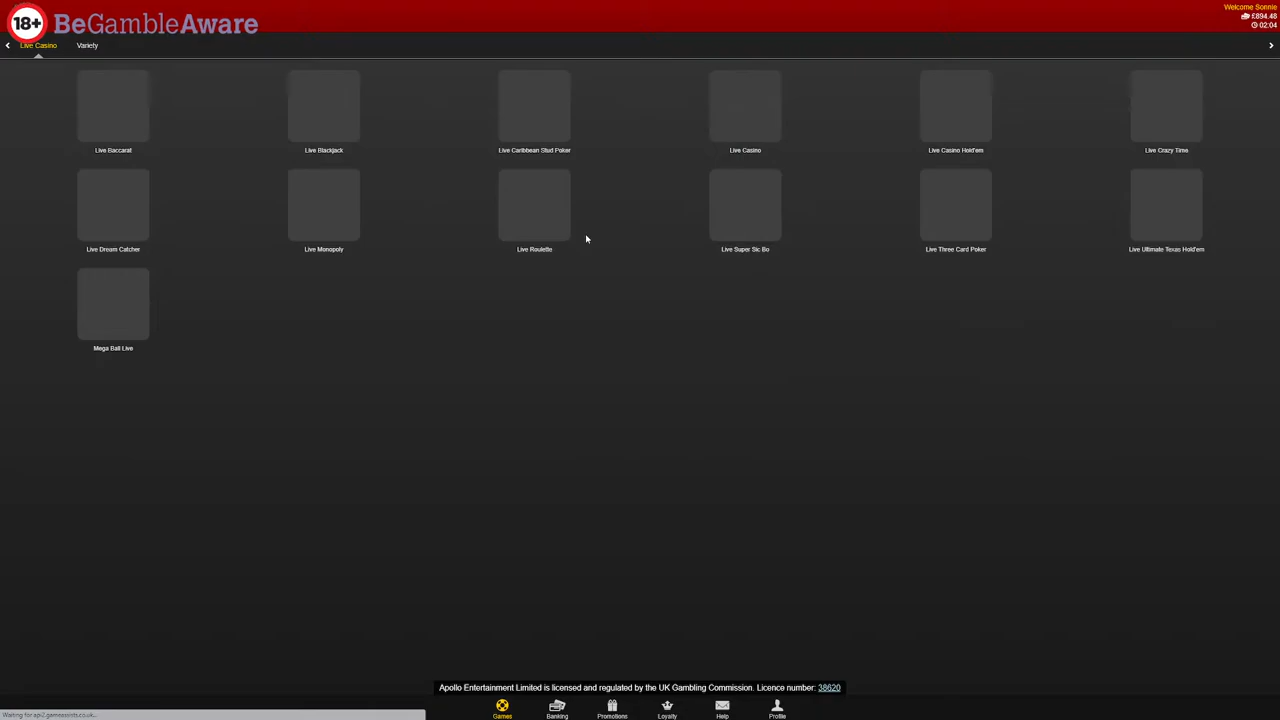 18+
BeGambleAware
Welcome Sonnie
£894.48
02:04
Live Casino
Variety
Live Baccarat
Live Blackjack
Live Caribbean Stud Poker
Live Casino
Live Casino Hold'em
Live Crazy Time
Live Dream Catcher
Live Monopoly
Live Roulette
Live Super Sic Bo
Live Three Card Poker
Live Ultimate Texas Hold'em
Mega Ball Live
Apollo Entertainment Limited is licensed and regulated by the UK Gambling Commission. Licence number: 38620
Games
Banking
Promotions
Loyalty
Help
Profile